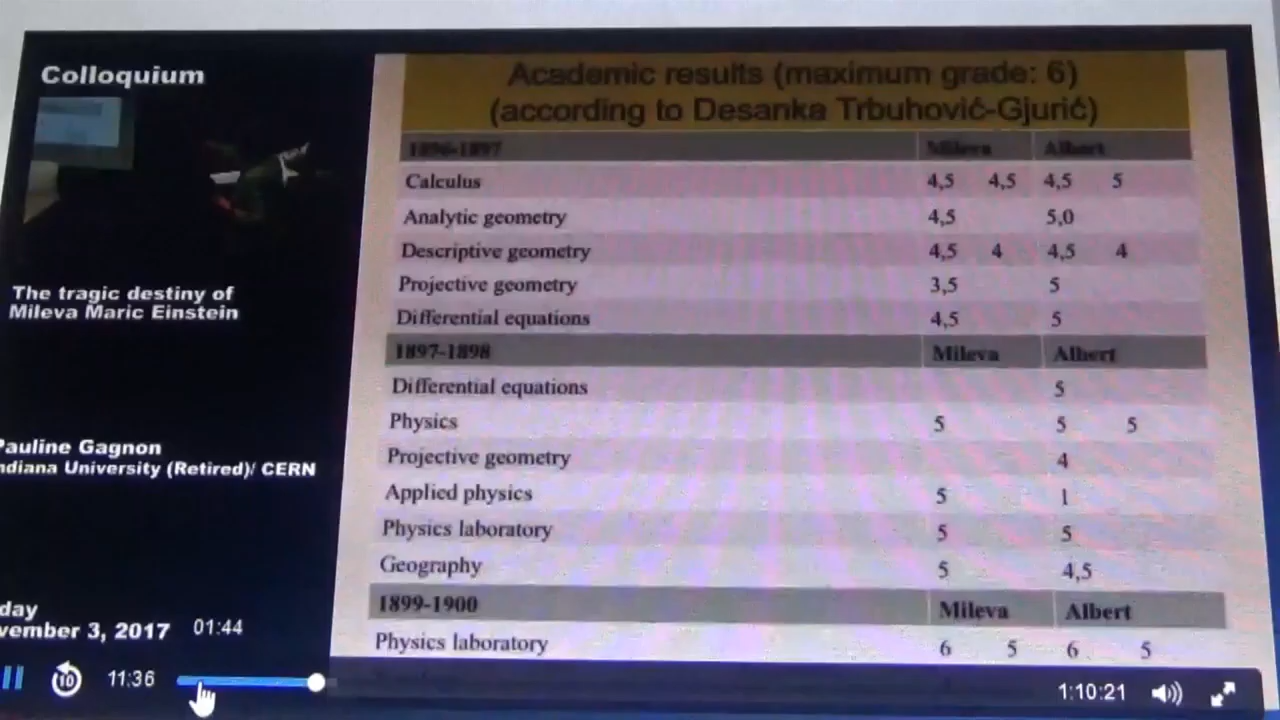 Colloquium
The tragic destiny of
Mileva Maric Einstein
Pauline Gagnon
ndiana University (Retired)/ CERN
day
vember 3, 2017 01:44
Academic results (maximum grade: 6)
(according to Desanka Trbuhović-Gjurić)
1896-1897 Mileva Albert
Calculus 4,5 4,5 4,5 5
Analytic geometry 4,5 5,0
Descriptive geometry 4,5 4 4,5 4
Projective geometry 3,5 5
Differential equations 4,5 5
1897-1898 Mileva Albert
Differential equations 5
Physics 5 5 5
Projective geometry 4
Applied physics 5 1
Physics laboratory 5 5
Geography 5 4,5
1899-1900 Mileva Albert
Physics laboratory 6 5 6 5
10 11:36 1:10:21